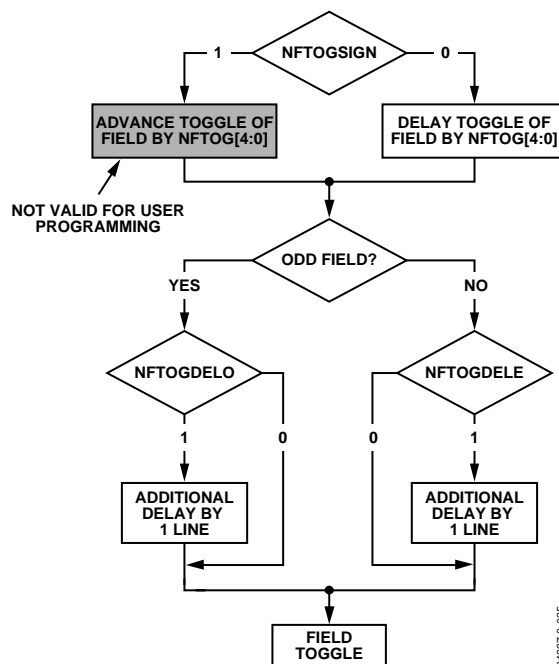 NFTOGSIGN
1
0
ADVANCE TOGGLE OF
FIELD BY NFTOG[4:0]
DELAY TOGGLE OF
FIELD BY NFTOG[4:0]
NOT VALID FOR USER
PROGRAMMING
ODD FIELD?
YES
NO
NFTOGDELO
NFTOGDELE
1
0
0
1
ADDITIONAL
DELAY BY
1 LINE
ADDITIONAL
DELAY BY
1 LINE
FIELD
TOGGLE